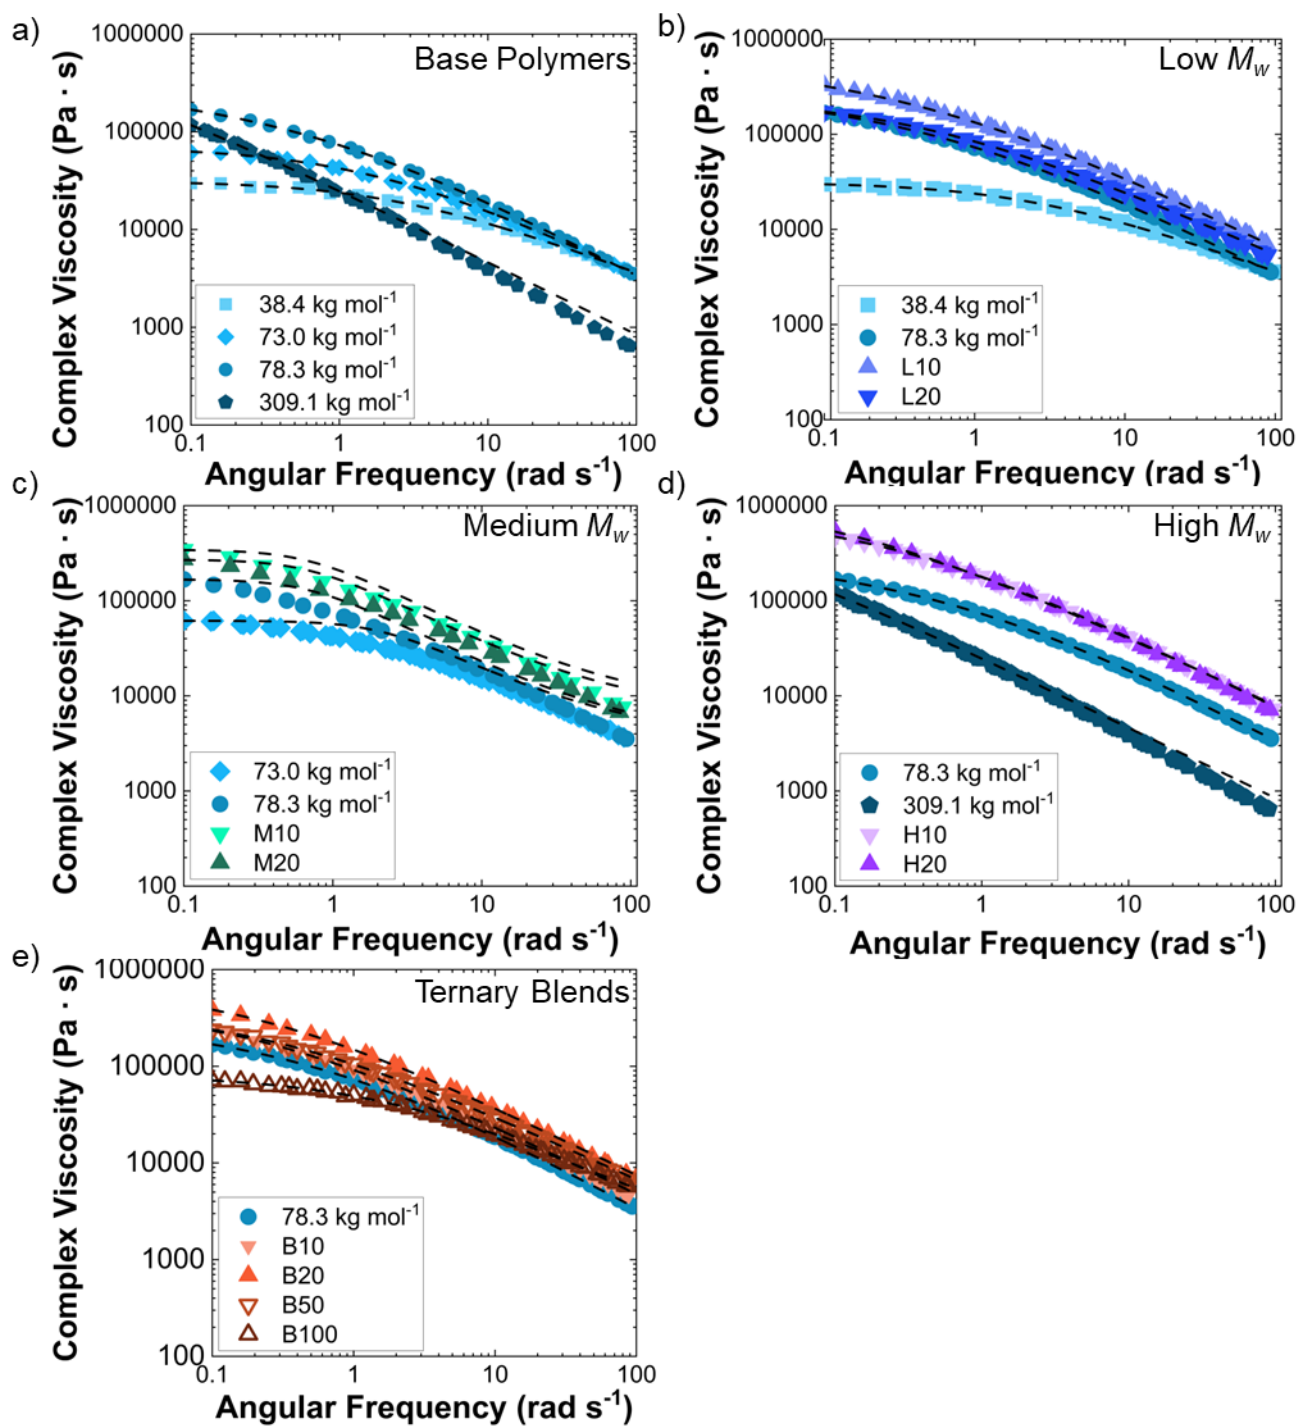 a)
Base Polymers
Complex Viscosity (Pa · s)
1000000
100000
10000
1000
100
38.4 kg mol⁻¹
73.0 kg mol⁻¹
78.3 kg mol⁻¹
309.1 kg mol⁻¹
0.1 1 10 100
Angular Frequency (rad s⁻¹)
b)
Low Mw
Complex Viscosity (Pa · s)
1000000
100000
10000
1000
100
38.4 kg mol⁻¹
78.3 kg mol⁻¹
L10
L20
0.1 1 10 100
Angular Frequency (rad s⁻¹)
c)
Medium Mw
Complex Viscosity (Pa · s)
1000000
100000
10000
1000
100
73.0 kg mol⁻¹
78.3 kg mol⁻¹
M10
M20
0.1 1 10 100
Angular Frequency (rad s⁻¹)
d)
High Mw
Complex Viscosity (Pa · s)
1000000
100000
10000
1000
100
78.3 kg mol⁻¹
309.1 kg mol⁻¹
H10
H20
0.1 1 10 100
Angular Frequency (rad s⁻¹)
e)
Ternary Blends
Complex Viscosity (Pa · s)
1000000
100000
10000
1000
100
78.3 kg mol⁻¹
B10
B20
B50
B100
0.1 1 10 100
Angular Frequency (rad s⁻¹)